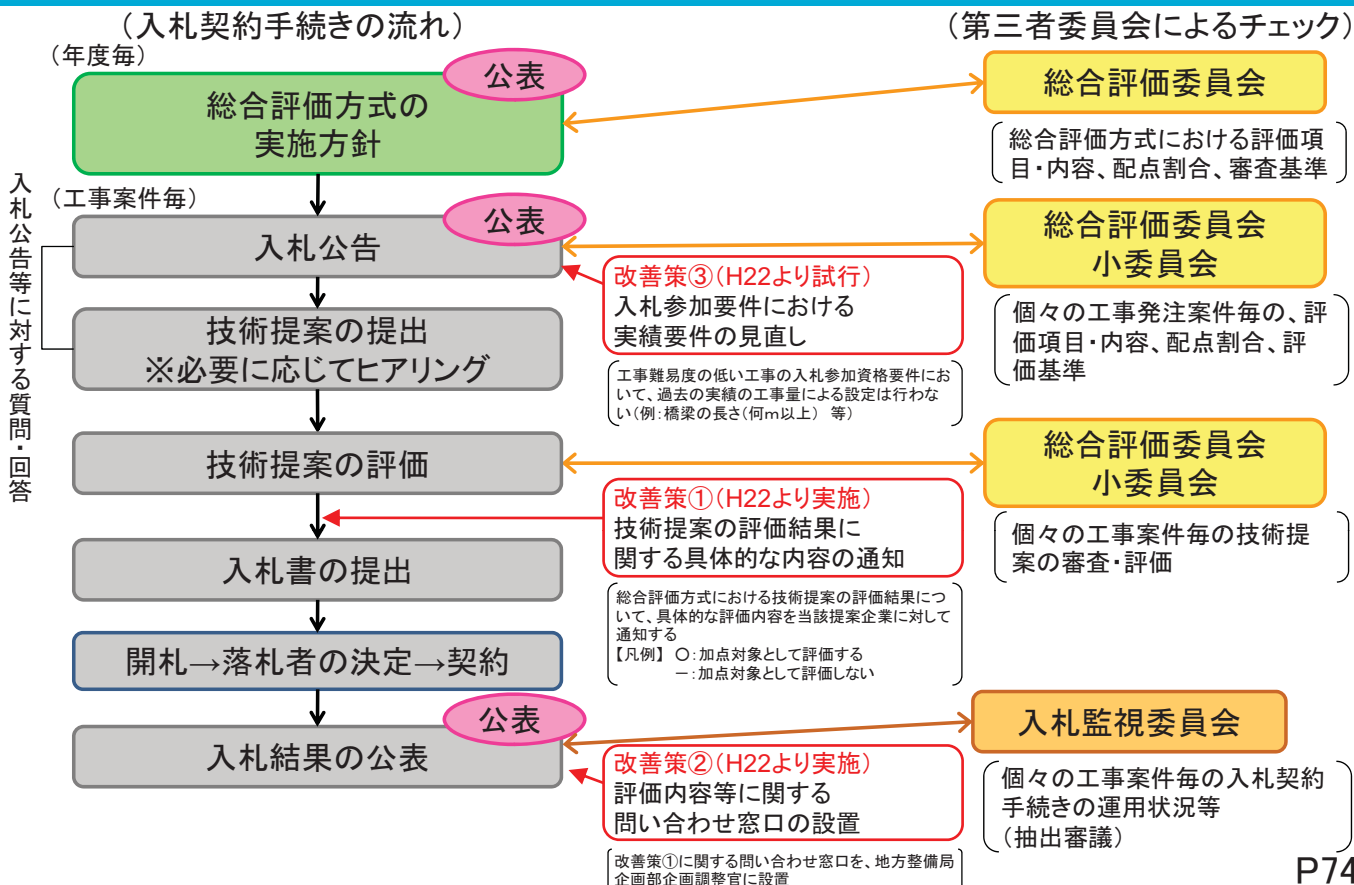 （入札契約手続きの流れ）
（第三者委員会によるチェック）
（年度毎）
公表
総合評価方式の
実施方針
総合評価委員会
総合評価方式における評価項
目・内容、配点割合、審査基準
入札公告等に対する質問・回答
（工事案件毎）
公表
入札公告
総合評価委員会
小委員会
個々の工事発注案件毎の、評
価項目・内容、配点割合、評
価基準
改善策③（H22より試行）
入札参加要件における
実績要件の見直し
工事難易度の低い工事の入札参加資格要件にお
いて、過去の実績の工事量による設定は行わな
い（例：橋梁の長さ（何ｍ以上） 等）
技術提案の提出
※必要に応じてヒアリング
技術提案の評価
総合評価委員会
小委員会
個々の工事案件毎の技術提
案の審査・評価
改善策①（H22より実施）
技術提案の評価結果に
関する具体的な内容の通知
総合評価方式における技術提案の評価結果につ
いて、具体的な評価内容を当該提案企業に対して
通知する
【凡例】 〇：加点対象として評価する
－：加点対象として評価しない
入札書の提出
開札→落札者の決定→契約
公表
入札結果の公表
入札監視委員会
個々の工事案件毎の入札契約
手続きの運用状況等
（抽出審議）
改善策②（H22より実施）
評価内容等に関する
問い合わせ窓口の設置
改善策①に関する問い合わせ窓口を、地方整備局
企画部企画調整官に設置
P74